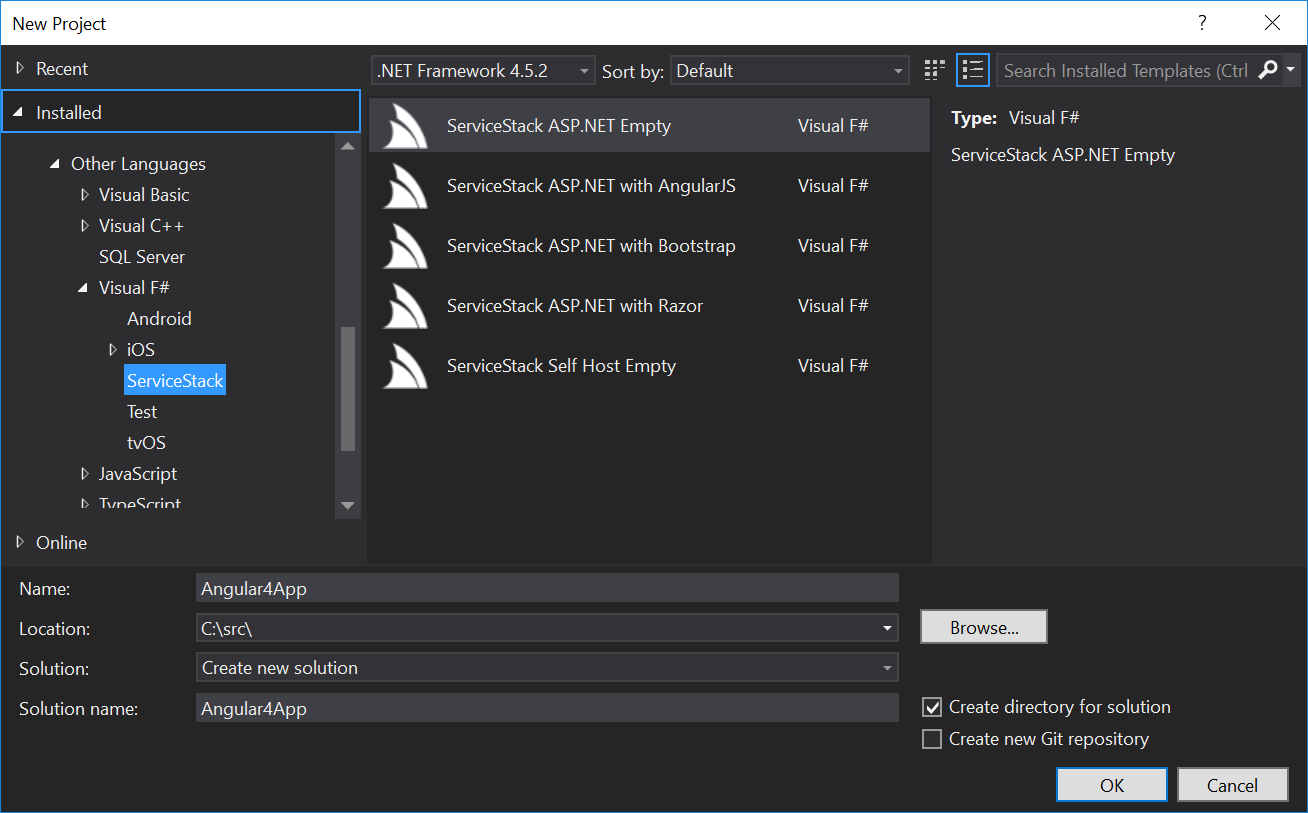 New Project
?
Recent
.NET Framework 4.5.2
Sort by: Default
Search Installed Templates (Ctrl
Installed
Other Languages
Visual Basic
Visual C++
SQL Server
Visual F#
Android
iOS
ServiceStack
Test
tvOS
JavaScript
TypeScript
Online
ServiceStack ASP.NET Empty Visual F#
ServiceStack ASP.NET with AngularJS Visual F#
ServiceStack ASP.NET with Bootstrap Visual F#
ServiceStack ASP.NET with Razor Visual F#
ServiceStack Self Host Empty Visual F#
Type: Visual F#
ServiceStack ASP.NET Empty
Name: Angular4App
Location: C:\src\
Browse...
Solution: Create new solution
Solution name: Angular4App
Create directory for solution
Create new Git repository
OK
Cancel